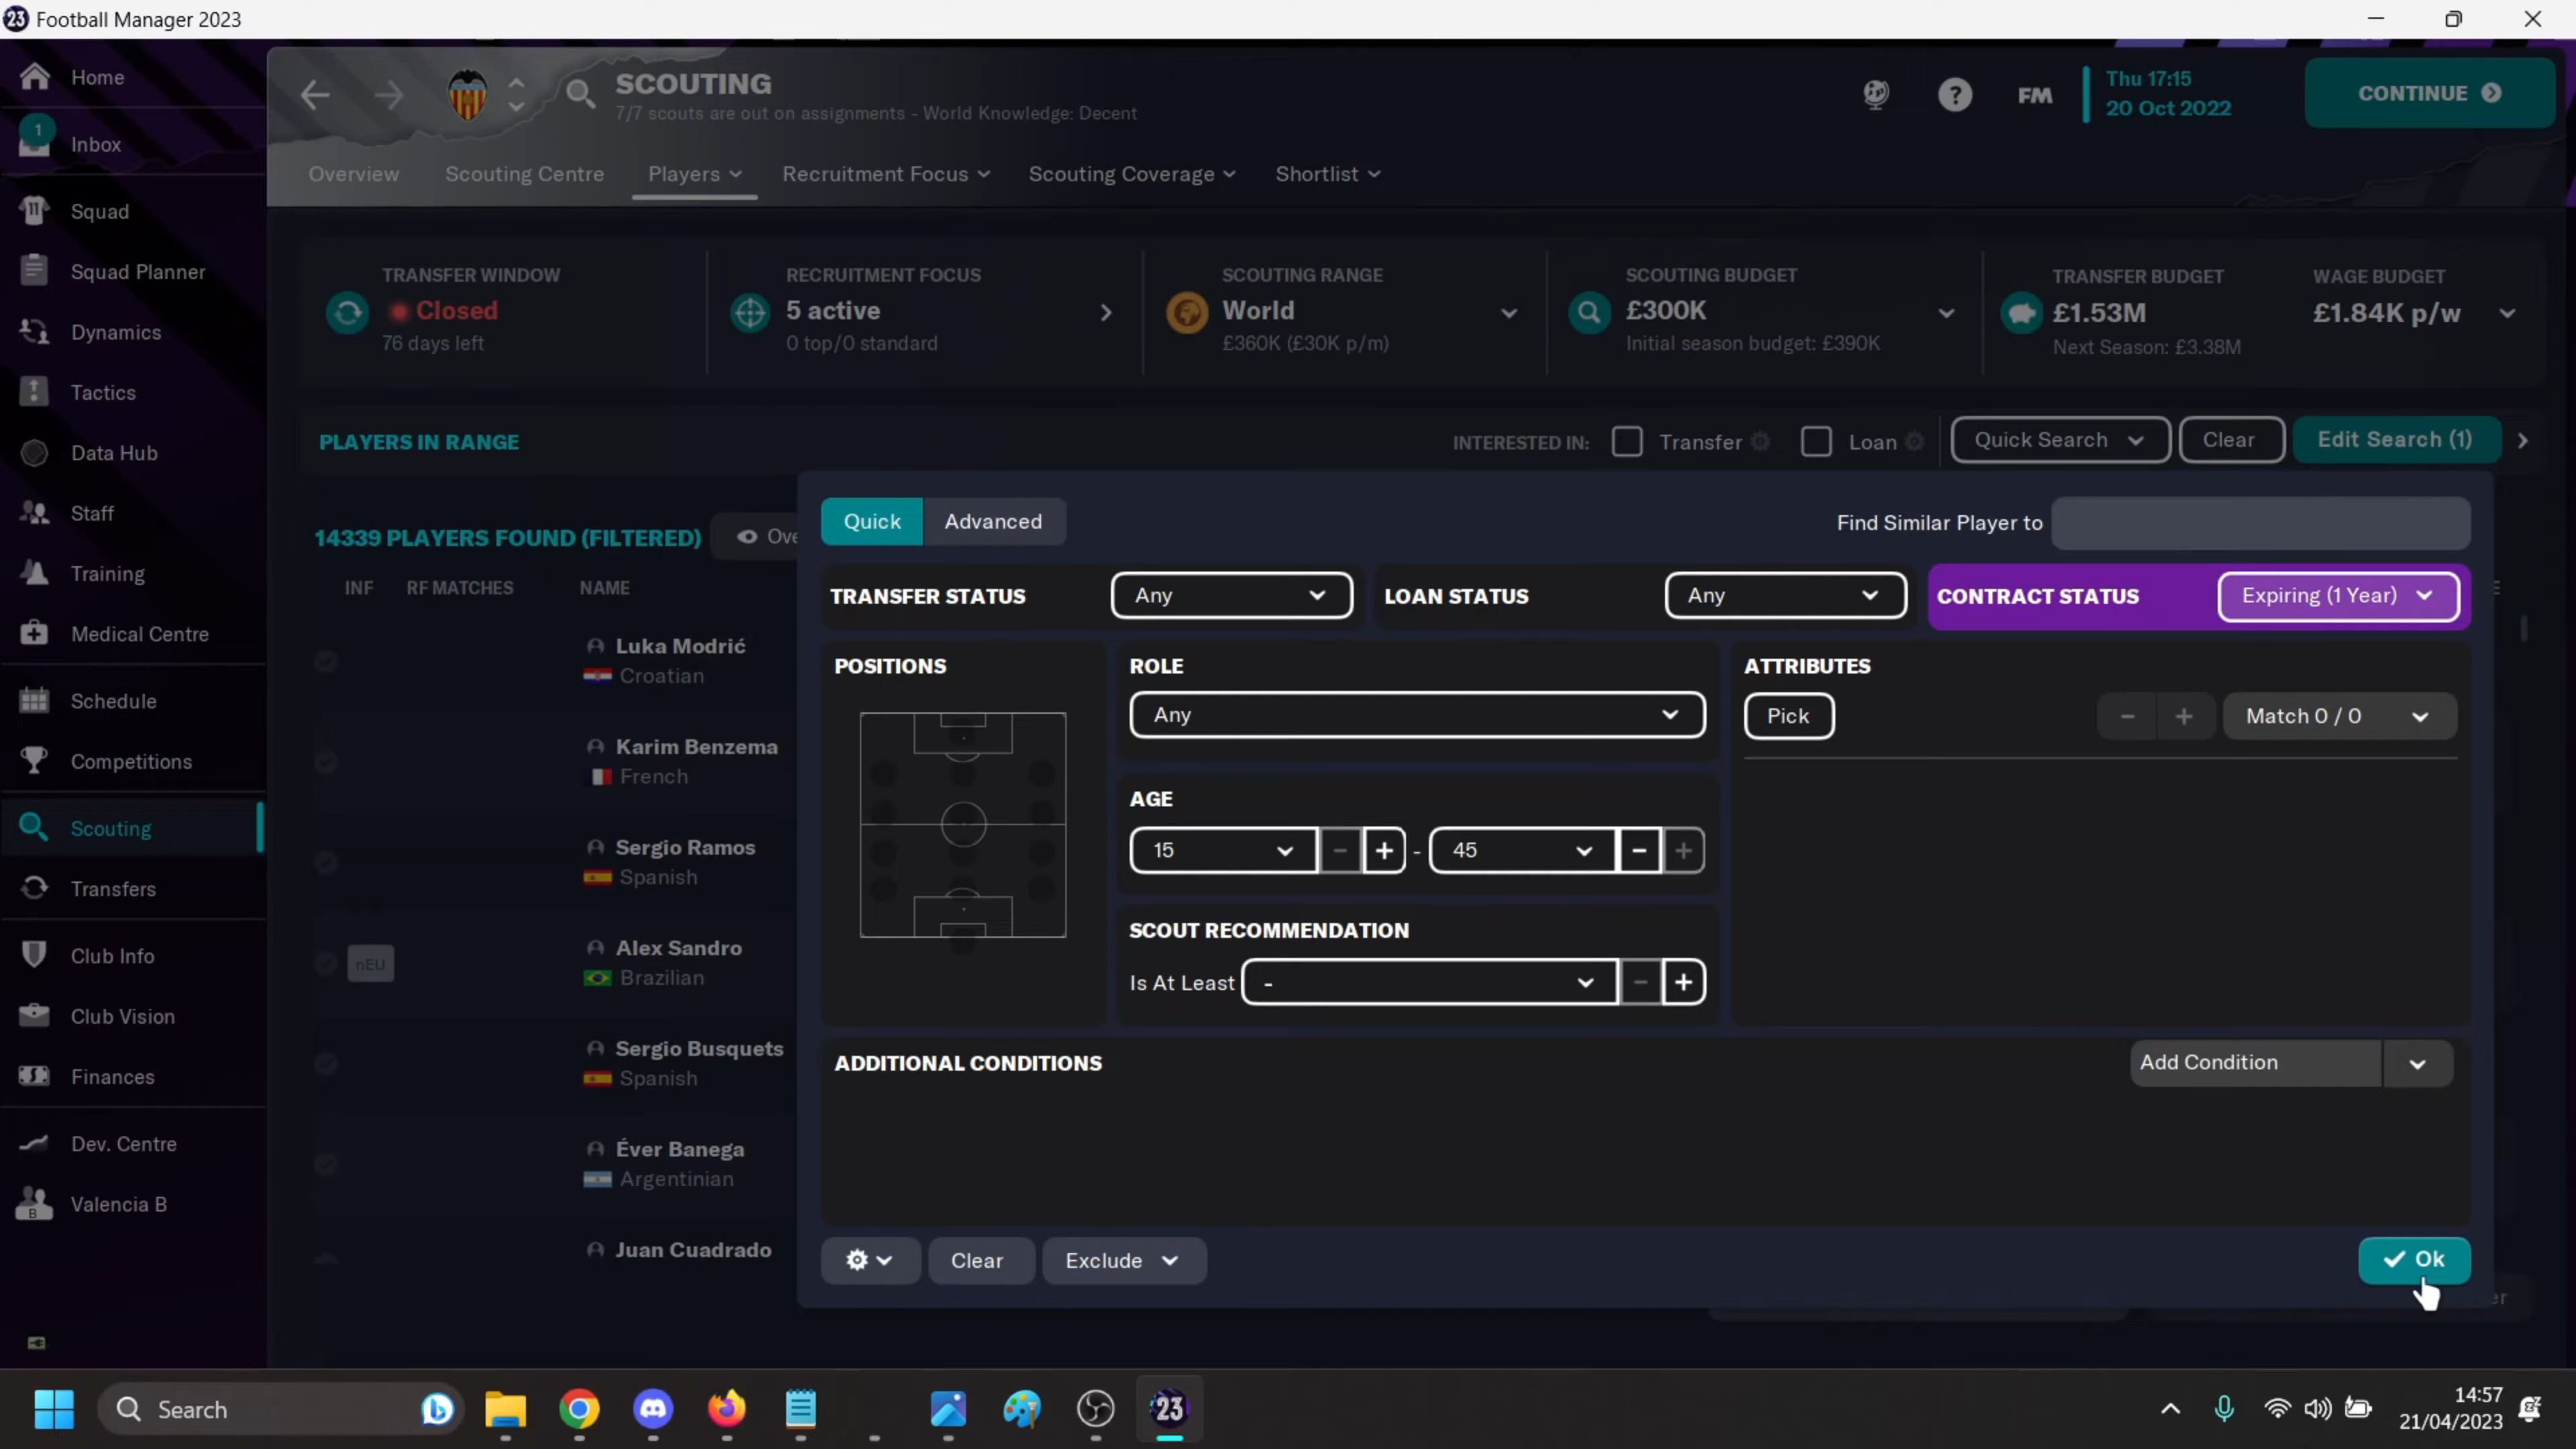 23 Football Manager 2023
Home
1
Inbox
11
Squad
Squad Planner
Dynamics
Tactics
Data Hub
Staff
Training
Medical Centre
Schedule
Competitions
Scouting
Transfers
Club Info
Club Vision
Finances
Dev. Centre
B
Valencia B
SCOUTING
7/7 scouts are out on assignments - World Knowledge: Decent
?
FM
Thu 17:15
20 Oct 2022
CONTINUE
Overview
Scouting Centre
Players
Recruitment Focus
Scouting Coverage
Shortlist
TRANSFER WINDOW
Closed
76 days left
RECRUITMENT FOCUS
5 active
0 top/0 standard
SCOUTING RANGE
World
£360K (£30K p/m)
SCOUTING BUDGET
£300K
Initial season budget: £390K
TRANSFER BUDGET
£1.53M
Next Season: £3.38M
WAGE BUDGET
£1.84K p/w
PLAYERS IN RANGE
INTERESTED IN:
Transfer
Loan
Quick Search
Clear
Edit Search (1)
14339 PLAYERS FOUND (FILTERED)
Ove
INF
RF MATCHES
NAME
Luka Modrić
Croatian
Karim Benzema
French
Sergio Ramos
Spanish
nEU
Alex Sandro
Brazilian
Sergio Busquets
Spanish
Éver Banega
Argentinian
Juan Cuadrado
Quick
Advanced
Find Similar Player to
TRANSFER STATUS
Any
LOAN STATUS
Any
CONTRACT STATUS
Expiring (1 Year)
POSITIONS
ROLE
Any
AGE
15
- +
-
45
- +
SCOUT RECOMMENDATION
Is At Least
-
- +
ATTRIBUTES
Pick
- +
Match 0 / 0
ADDITIONAL CONDITIONS
Add Condition
Clear
Exclude
Ok
Search
23
14:57
21/04/2023